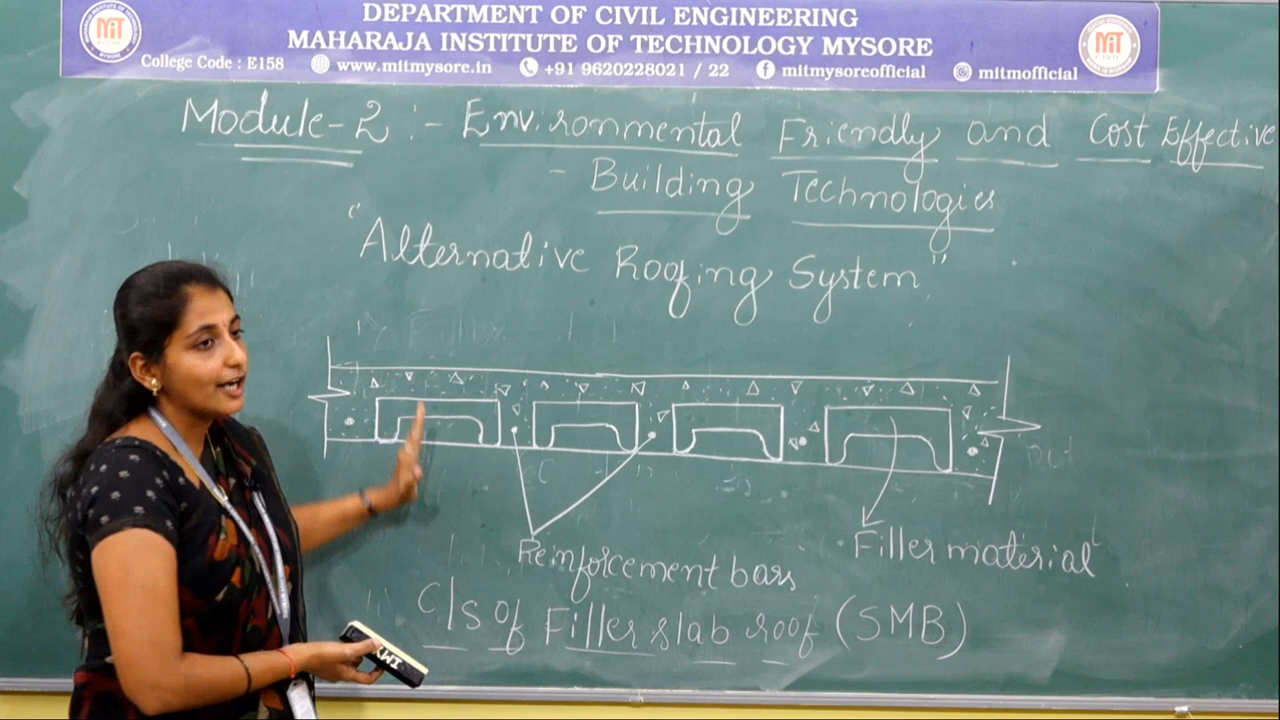 DEPARTMENT OF CIVIL ENGINEERING
MAHARAJA INSTITUTE OF TECHNOLOGY MYSORE
College Code : E158 www.mitmysore.in +91 9620228021 / 22 mitmysoreofficial mitmofficial
MiT
MiT
Module-2 :- Environmental Friendly and Cost Effective
- Building Technologies
"Alternative Roofing System"
Reinforcement bars
Filler material
C/s of Filler slab roof (SMB)